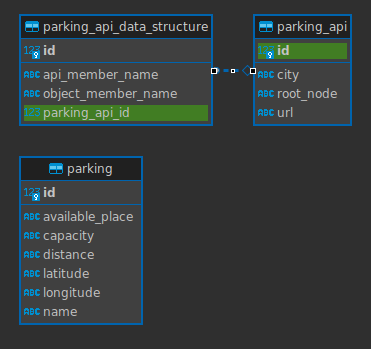 parking_api_data_structure
123 id
ABC api_member_name
ABC object_member_name
123 parking_api_id
parking_api
123 id
ABC city
ABC root_node
ABC url
parking
123 id
ABC available_place
ABC capacity
ABC distance
ABC latitude
ABC longitude
ABC name